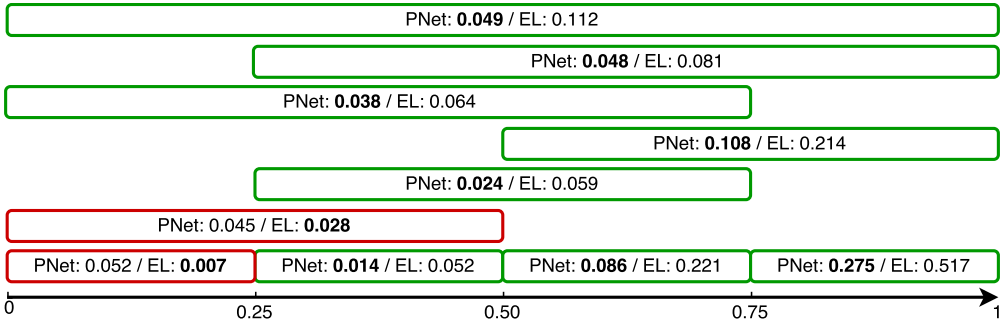 PNet: 0.049 / EL: 0.112
PNet: 0.048 / EL: 0.081
PNet: 0.038 / EL: 0.064
PNet: 0.108 / EL: 0.214
PNet: 0.024 / EL: 0.059
PNet: 0.045 / EL: 0.028
PNet: 0.052 / EL: 0.007 PNet: 0.014 / EL: 0.052 PNet: 0.086 / EL: 0.221 PNet: 0.275 / EL: 0.517
0 0.25 0.50 0.75 1